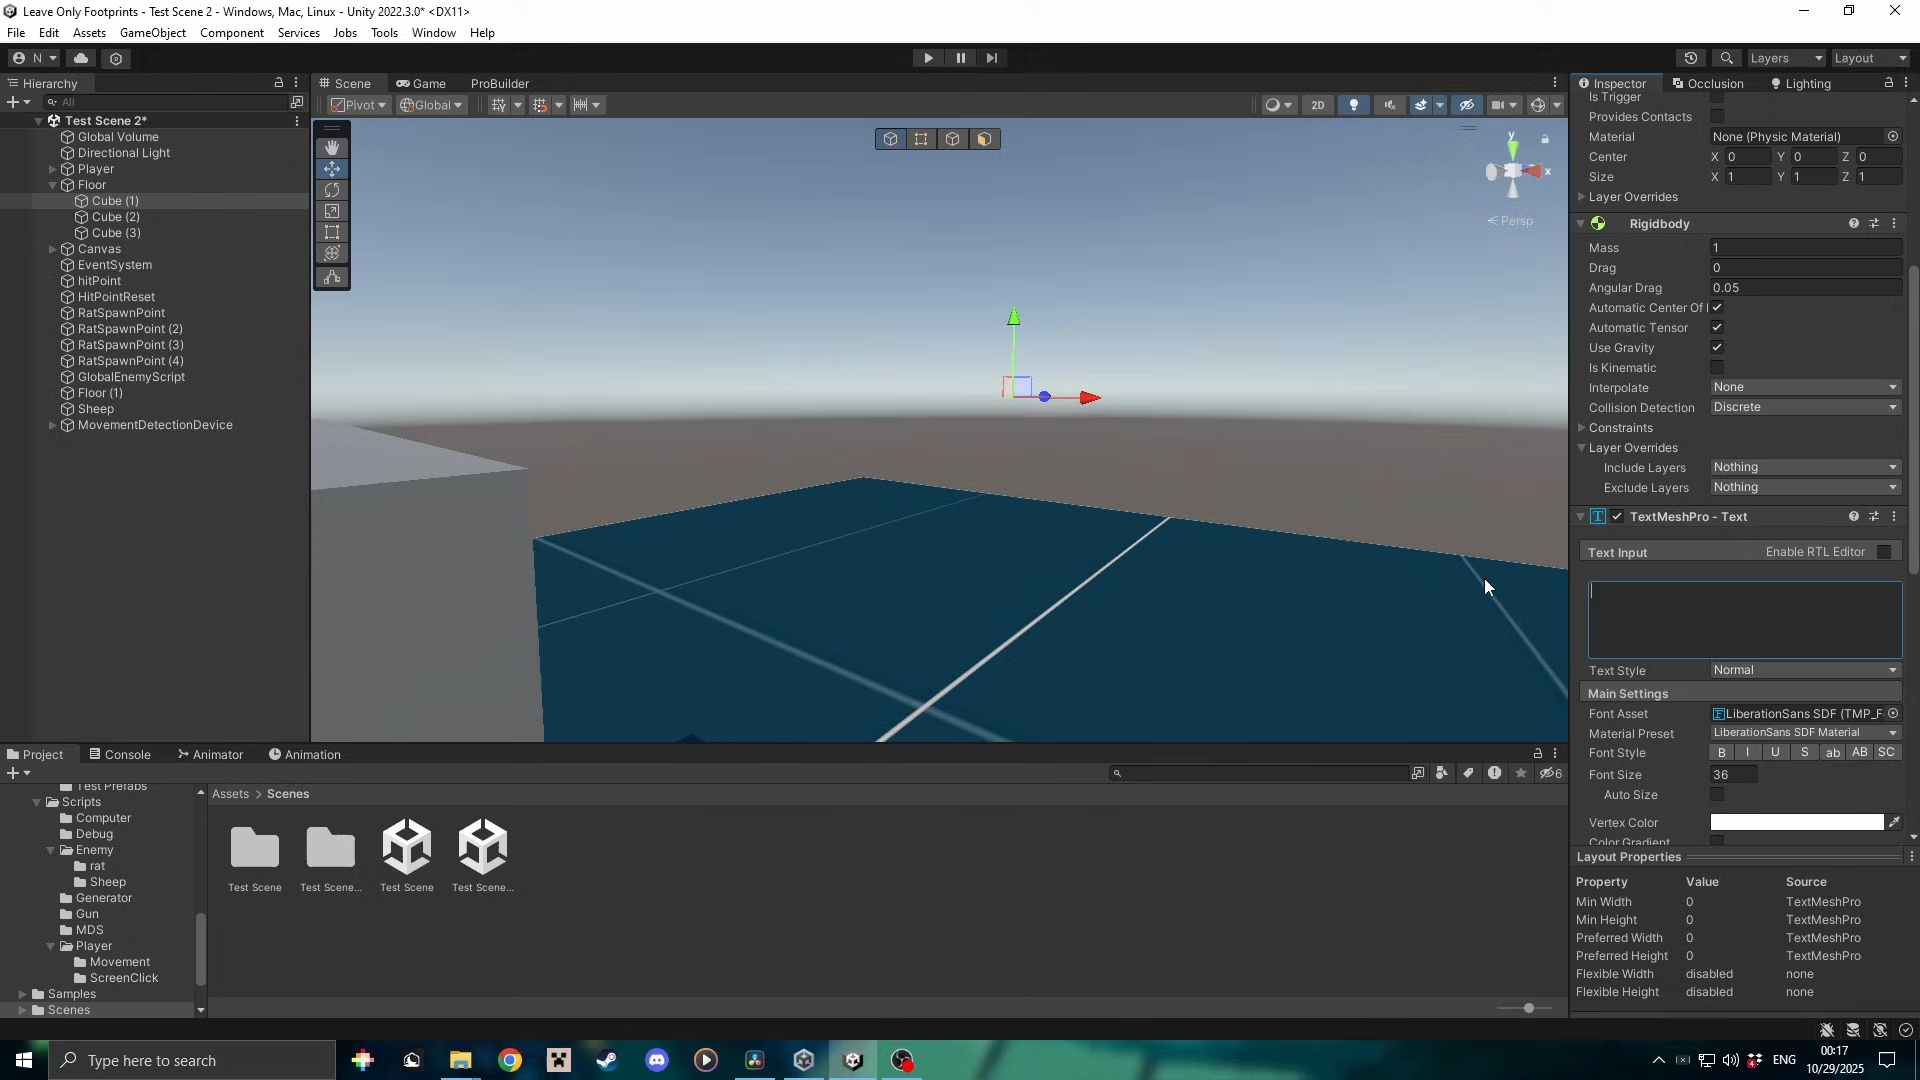 Leave Only Footprints - Test Scene 2 - Windows, Mac, Linux - Unity 2022.3.0* <DX11>
File Edit Assets GameObject Component Services Jobs Tools Window Help
N Layers Layout
Hierarchy
All
Test Scene 2*
Global Volume
Directional Light
Player
Floor
Cube (1)
Cube (2)
Cube (3)
Canvas
EventSystem
hitPoint
HitPointReset
RatSpawnPoint
RatSpawnPoint (2)
RatSpawnPoint (3)
RatSpawnPoint (4)
GlobalEnemyScript
Floor (1)
Sheep
MovementDetectionDevice
Scene Game ProBuilder
Pivot Global 2D
y
x
Persp
Inspector Occlusion Lighting
Is Trigger
Provides Contacts
Material None (Physic Material)
Center X 0 Y 0 Z 0
Size X 1 Y 1 Z 1
Layer Overrides
Rigidbody
Mass 1
Drag 0
Angular Drag 0.05
Automatic Center Of
Automatic Tensor
Use Gravity
Is Kinematic
Interpolate None
Collision Detection Discrete
Constraints
Layer Overrides
Include Layers Nothing
Exclude Layers Nothing
TextMeshPro - Text
Text Input Enable RTL Editor
Text Style Normal
Main Settings
Font Asset LiberationSans SDF (TMP_F
Material Preset LiberationSans SDF Material
Font Style B I U S ab AB SC
Font Size 36
Auto Size
Vertex Color
Color Gradient
Layout Properties
Property Value Source
Min Width 0 TextMeshPro
Min Height 0 TextMeshPro
Preferred Width 0 TextMeshPro
Preferred Height 0 TextMeshPro
Flexible Width disabled none
Flexible Height disabled none
Project Console Animator Animation
6
Test Prefabs
Scripts
Computer
Debug
Enemy
rat
Sheep
Generator
Gun
MDS
Player
Movement
ScreenClick
Samples
Scenes
Assets > Scenes
Test Scene Test Scene... Test Scene Test Scene...
Type here to search
ENG
00:17
10/29/2025